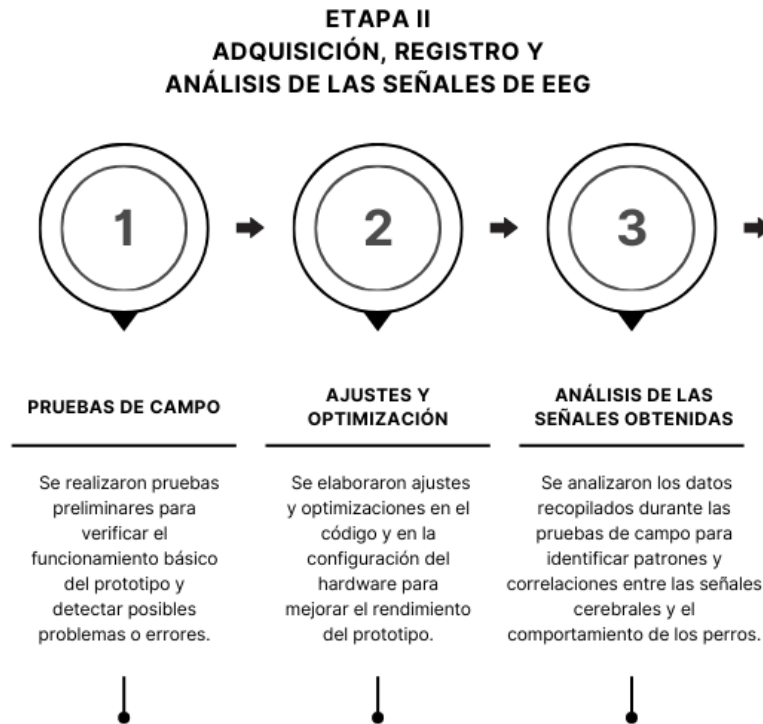 ETAPA II
ADQUISICIÓN, REGISTRO Y
ANÁLISIS DE LAS SEÑALES DE EEG
1
2
3
PRUEBAS DE CAMPO
Se realizaron pruebas
preliminares para
verificar el
funcionamiento básico
del prototipo y
detectar posibles
problemas o errores.
AJUSTES Y
OPTIMIZACIÓN
Se elaboraron ajustes
y optimizaciones en el
código y en la
configuración del
hardware para
mejorar el rendimiento
del prototipo.
ANÁLISIS DE LAS
SEÑALES OBTENIDAS
Se analizaron los datos
recopilados durante las
pruebas de campo para
identificar patrones y
correlaciones entre las señales
cerebrales y el
comportamiento de los perros.